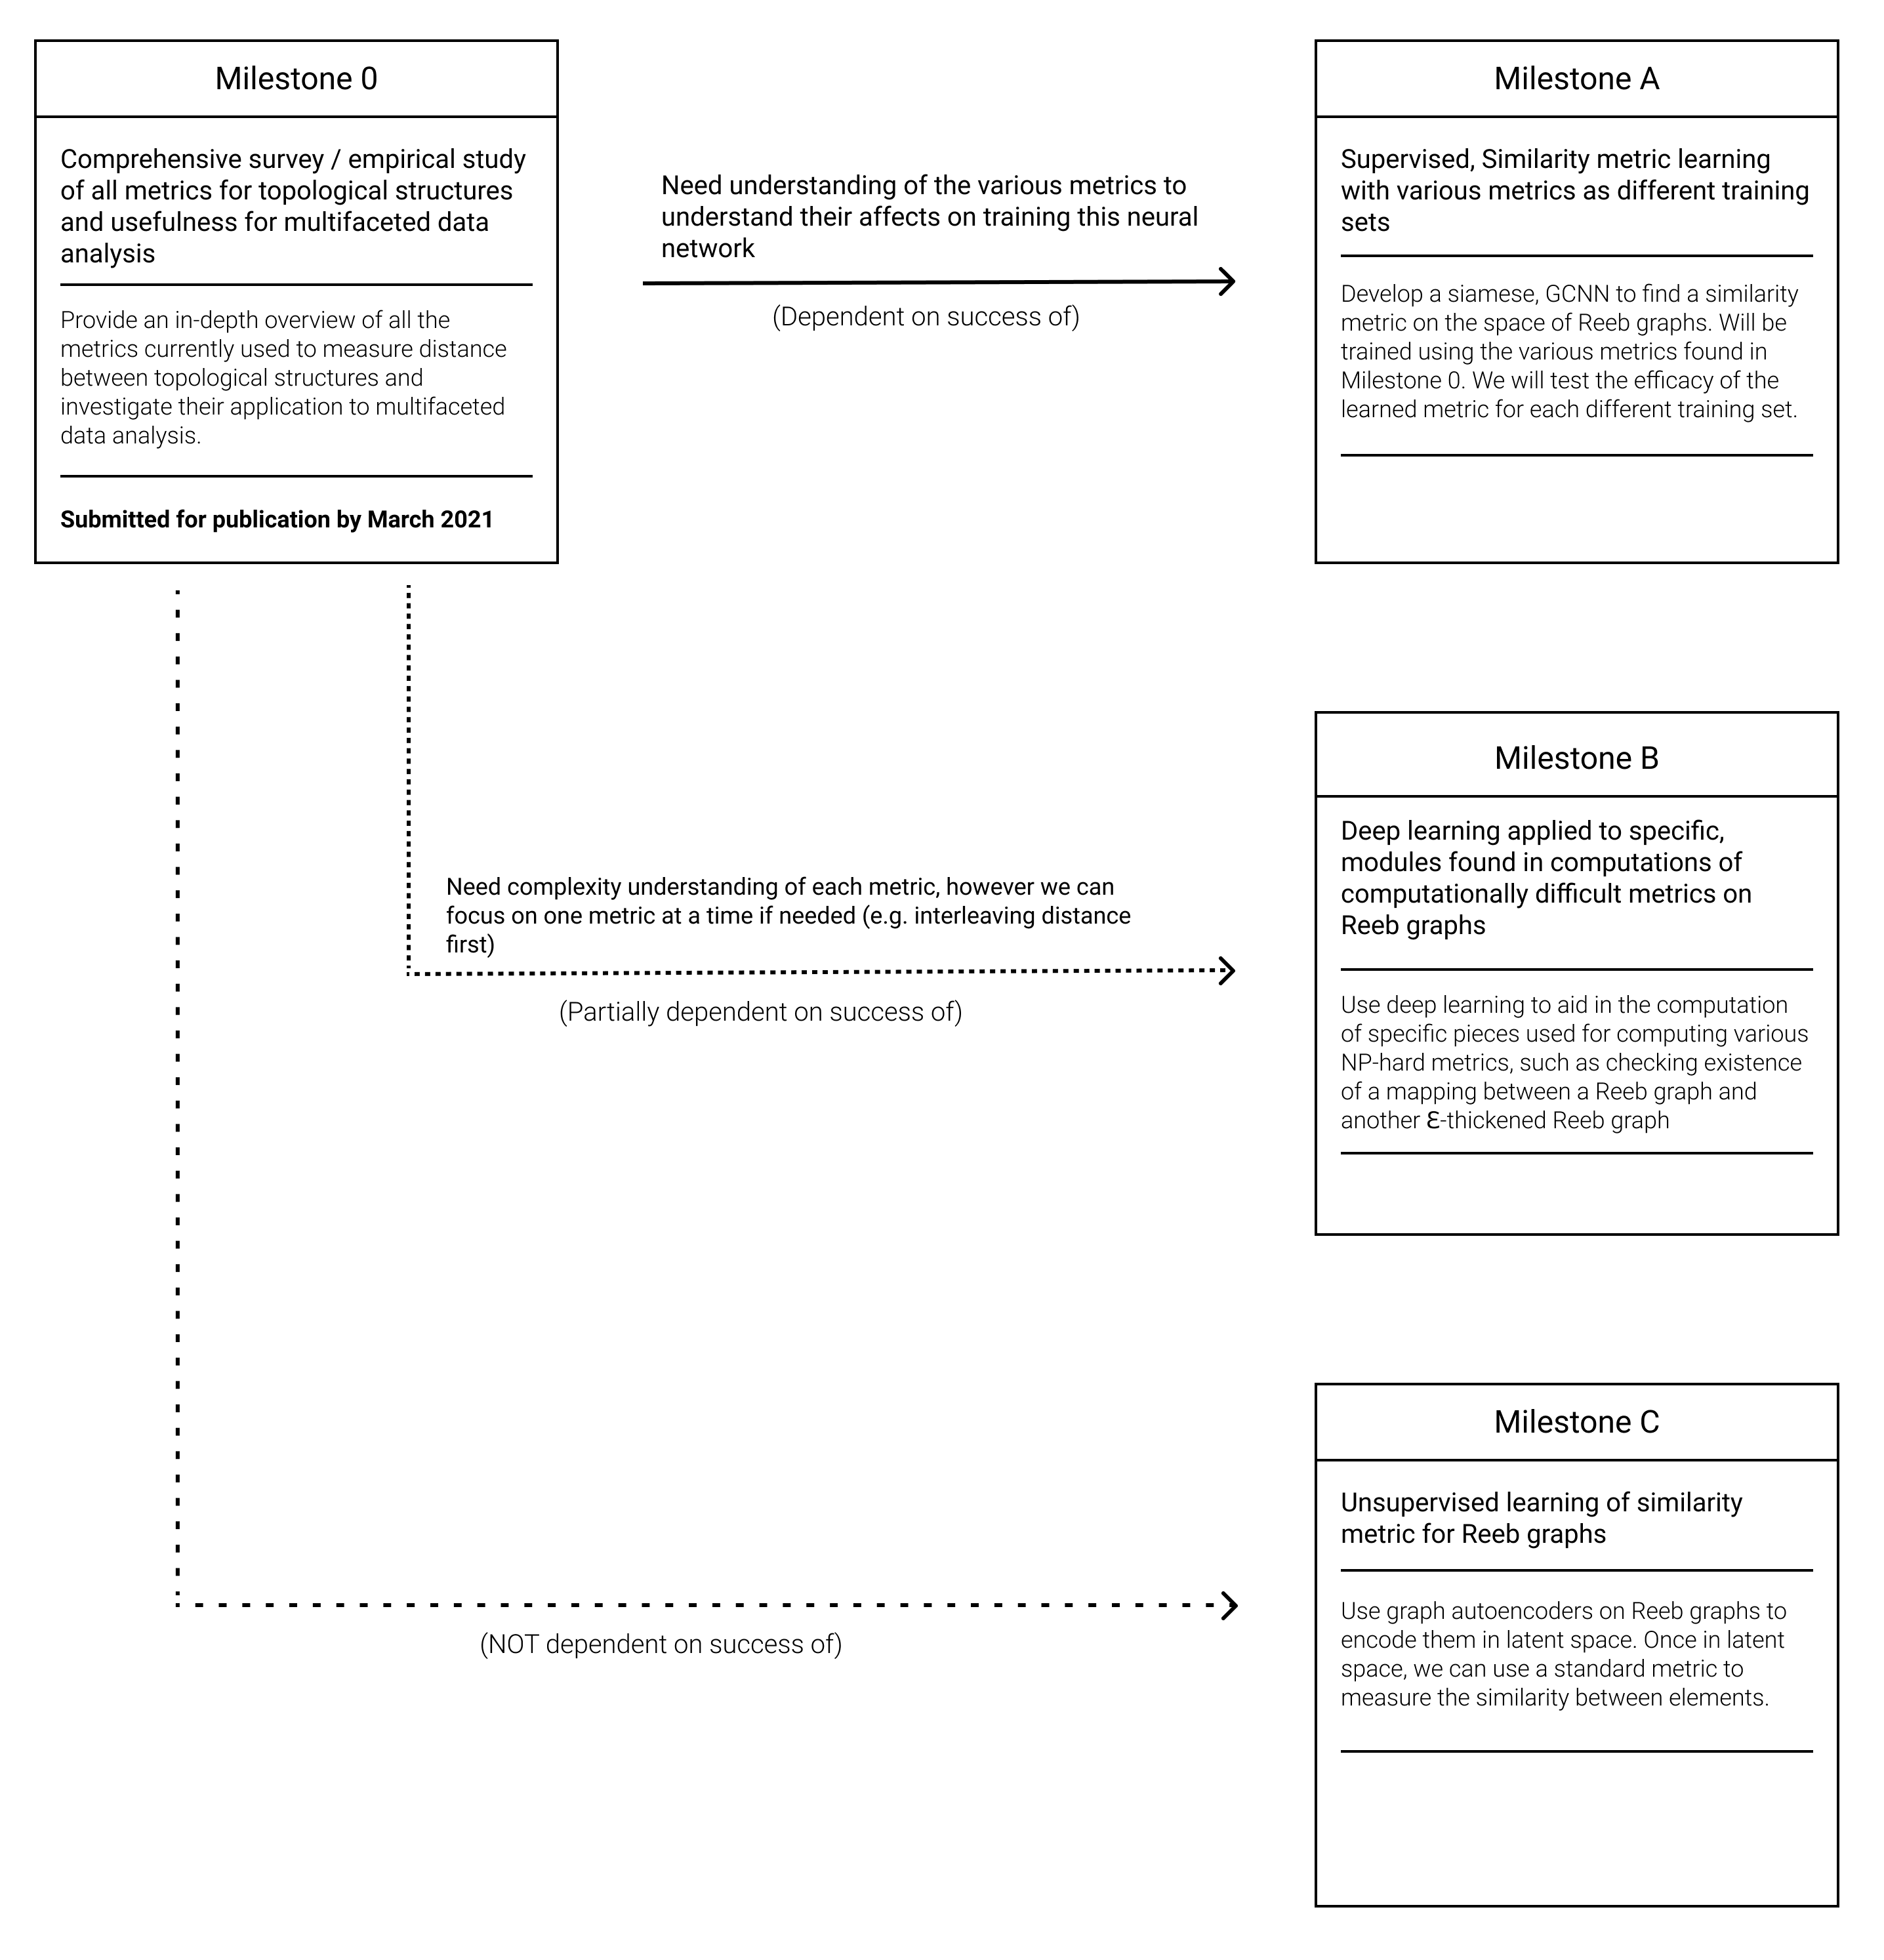 Milestone 0
Comprehensive survey / empirical study
of all metrics for topological structures
and usefulness for multifaceted data
analysis
Provide an in-depth overview of all the
metrics currently used to measure distance
between topological structures and
investigate their application to multifaceted
data analysis.
Submitted for publication by March 2021
Need understanding of the various metrics to
understand their affects on training this neural
network
(Dependent on success of)
Milestone A
Supervised, Similarity metric learning
with various metrics as different training
sets
Develop a siamese, GCNN to find a similarity
metric on the space of Reeb graphs. Will be
trained using the various metrics found in
Milestone 0. We will test the efficacy of the
learned metric for each different training set.
Need complexity understanding of each metric, however we can
focus on one metric at a time if needed (e.g. interleaving distance
first)
(Partially dependent on success of)
Milestone B
Deep learning applied to specific,
modules found in computations of
computationally difficult metrics on
Reeb graphs
Use deep learning to aid in the computation
of specific pieces used for computing various
NP-hard metrics, such as checking existence
of a mapping between a Reeb graph and
another Ɛ-thickened Reeb graph
(NOT dependent on success of)
Milestone C
Unsupervised learning of similarity
metric for Reeb graphs
Use graph autoencoders on Reeb graphs to
encode them in latent space. Once in latent
space, we can use a standard metric to
measure the similarity between elements.